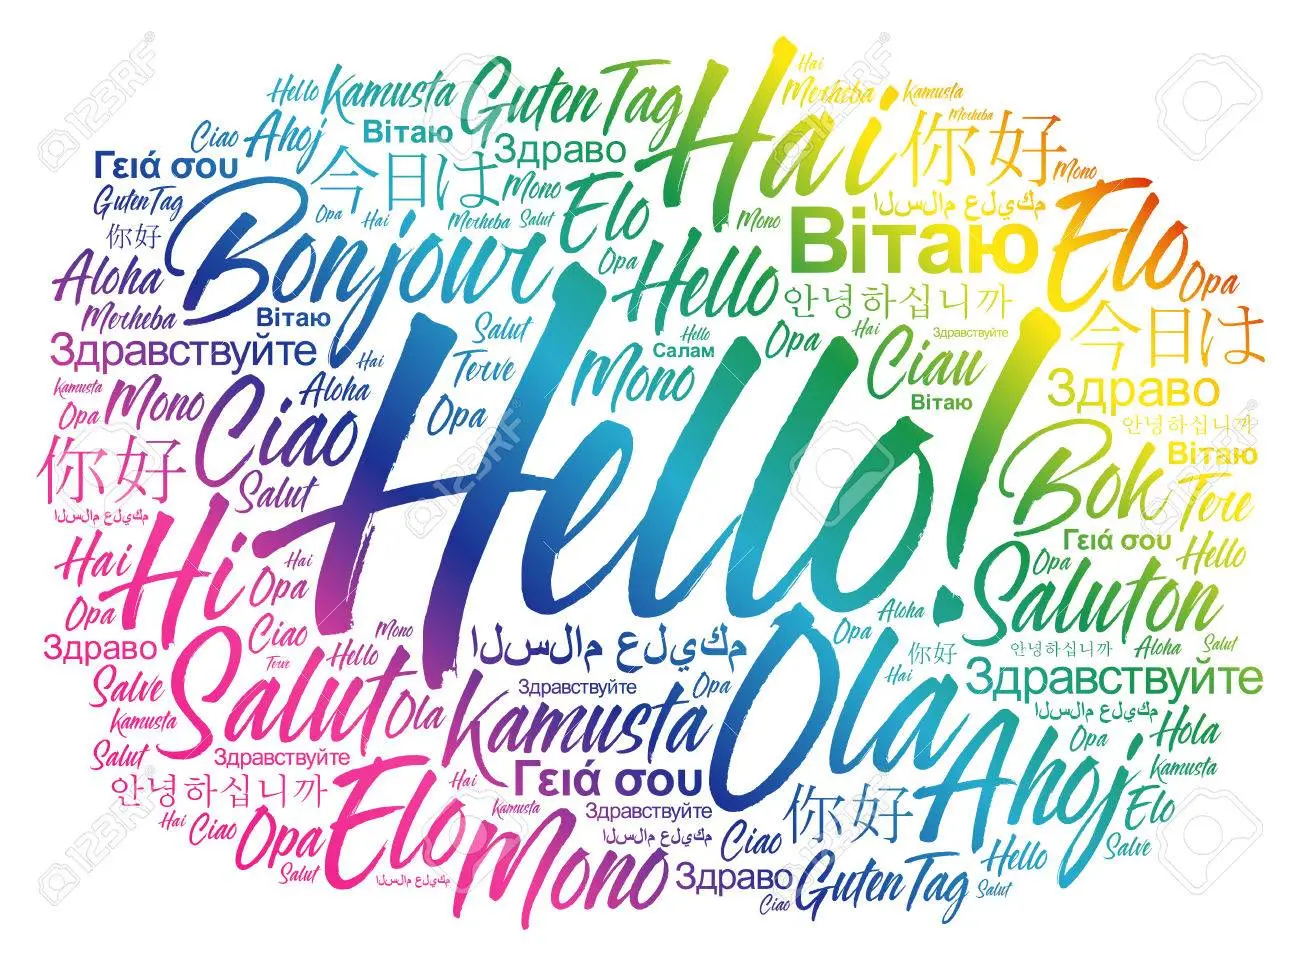 Hai
Hello Kamusta Guten Tag Hai Merheba Kamusta
Merheba
Ciao Ahoj Вітаю Здраво 你好
Γειά σου 今日は Mono Elo Mono
Guten Tag Bonjour Opa Hai Merheba Salut Mono Вітаю السلام عليكم Elo
你好 Opa Hello Opa
Aloha 안녕하십니까
Merheba Вітаю Salut Hello Hai Здравствуйте 今日は
Здравствуйте Hai Terve Mono Салам Opa Ciau
Kamusta Mono Aloha Вітаю Здраво
Opa Ciao Opa Hello! 안녕하십니까
你好 Salut Bok Вітаю
السلام عليكم Tere
Hai Hi Hai Γειά σου Hello
Opa Opa Opa Saluton
Здраво Ciao Mono السلام عليكم Ola Opa Aloha
Terve Hello Hai 你好 안녕하십니까 Aloha Salut
Salve Salut Здравствуйте Opa Здравствуйте
Kamusta Ola Kamusta السلام عليكم
Salut Здравствуйте Ahoj Opa Hola
안녕하십니까 Elo Hai Γειά σου Kamusta
Hai Ciao Opa Kamusta Здравствуйте 你好 Elo
Mono السلام عليكم Ciao Hello Salve
Salut السلام عليكم Здраво Guten Tag Salut
Ciao
123RF